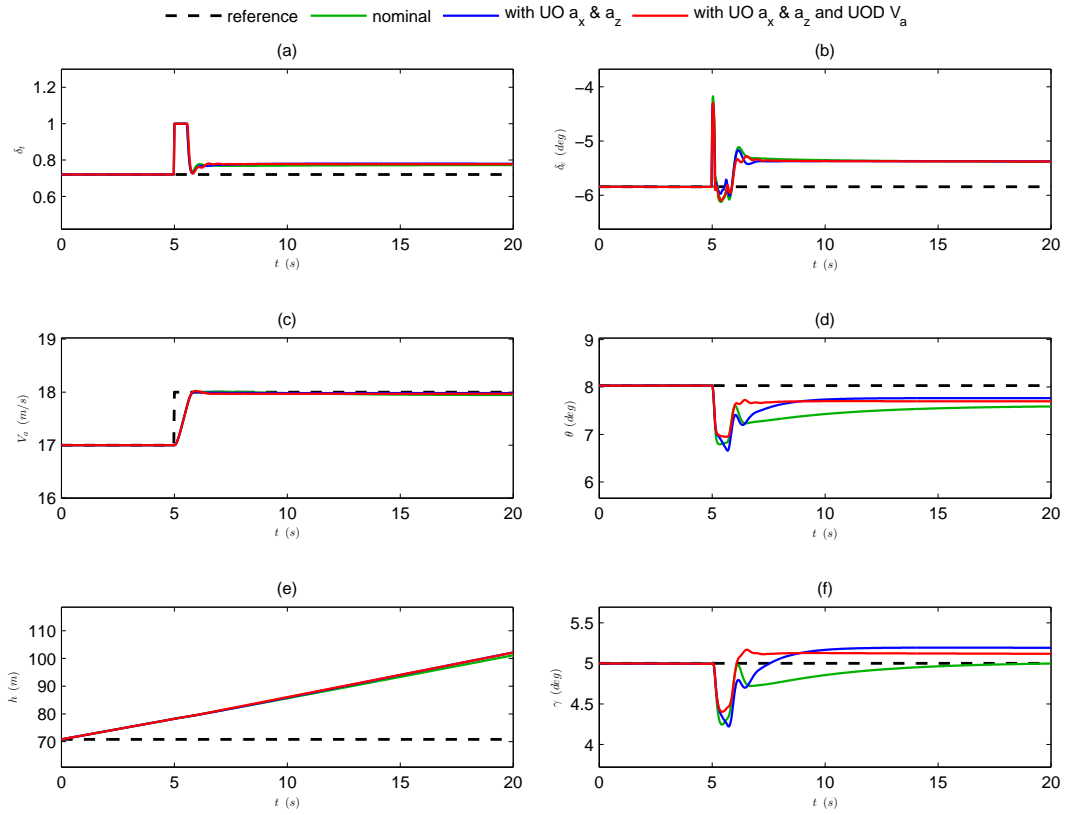 reference nominal with UO a_x & a_z with UO a_x & a_z and UOD V_a
(a)
1.2
1
0.8
0.6
δ_t
0 5 10 15 20
t (s)
(b)
−4
−5
−6
δ_e (deg)
0 5 10 15 20
t (s)
(c)
19
18
17
16
V_a (m/s)
0 5 10 15 20
t (s)
(d)
9
8
7
6
θ (deg)
0 5 10 15 20
t (s)
(e)
110
100
90
80
70
h (m)
0 5 10 15 20
t (s)
(f)
5.5
5
4.5
4
γ (deg)
0 5 10 15 20
t (s)